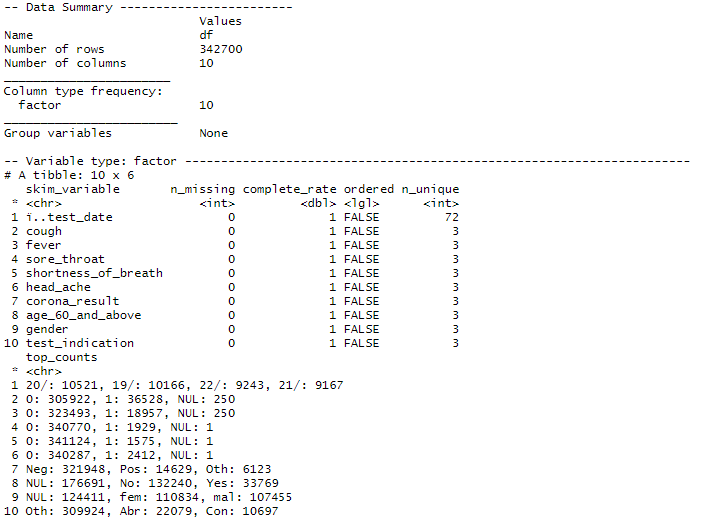 -- Data Summary ------------------------
                           Values
Name                       df
Number of rows             342700
Number of columns          10
_______________________
Column type frequency:
  factor                   10
________________________
Group variables            None

-- Variable type: factor ---------------------------------------------------------------------
# A tibble: 10 x 6
   skim_variable       n_missing complete_rate ordered n_unique
 * <chr>                   <int>         <dbl> <lgl>      <int>
 1 ï..test_date                0             1 FALSE         72
 2 cough                       0             1 FALSE          3
 3 fever                       0             1 FALSE          3
 4 sore_throat                 0             1 FALSE          3
 5 shortness_of_breath         0             1 FALSE          3
 6 head_ache                   0             1 FALSE          3
 7 corona_result               0             1 FALSE          3
 8 age_60_and_above            0             1 FALSE          3
 9 gender                      0             1 FALSE          3
10 test_indication             0             1 FALSE          3
   top_counts
 * <chr>
 1 20/: 10521, 19/: 10166, 22/: 9243, 21/: 9167
 2 0: 305922, 1: 36528, NUL: 250
 3 0: 323493, 1: 18957, NUL: 250
 4 0: 340770, 1: 1929, NUL: 1
 5 0: 341124, 1: 1575, NUL: 1
 6 0: 340287, 1: 2412, NUL: 1
 7 Neg: 321948, Pos: 14629, Oth: 6123
 8 NUL: 176691, No: 132240, Yes: 33769
 9 NUL: 124411, fem: 110834, mal: 107455
10 Oth: 309924, Abr: 22079, Con: 10697